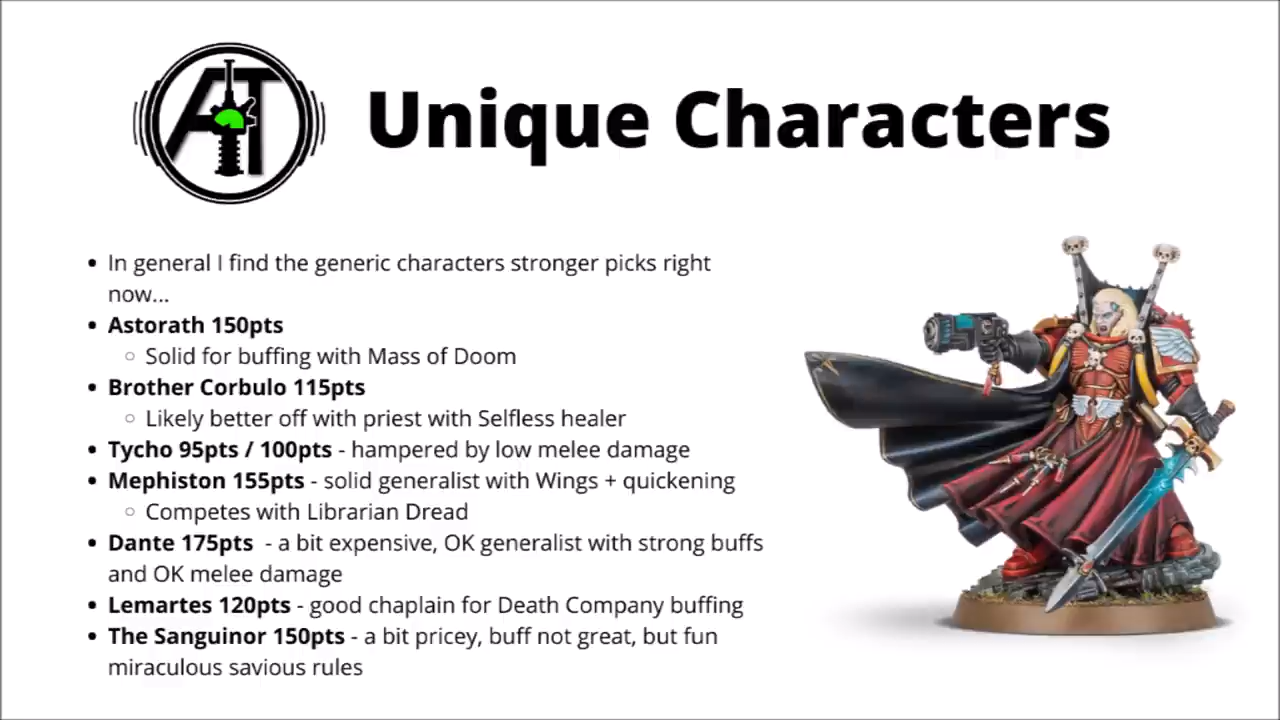 AT
Unique Characters
• In general I find the generic characters stronger picks right
now...
• Astorath 150pts
○ Solid for buffing with Mass of Doom
• Brother Corbulo 115pts
○ Likely better off with priest with Selfless healer
• Tycho 95pts / 100pts - hampered by low melee damage
• Mephiston 155pts - solid generalist with Wings + quickening
○ Competes with Librarian Dread
• Dante 175pts - a bit expensive, OK generalist with strong buffs
and OK melee damage
• Lemartes 120pts - good chaplain for Death Company buffing
• The Sanguinor 150pts - a bit pricey, buff not great, but fun
miraculous savious rules